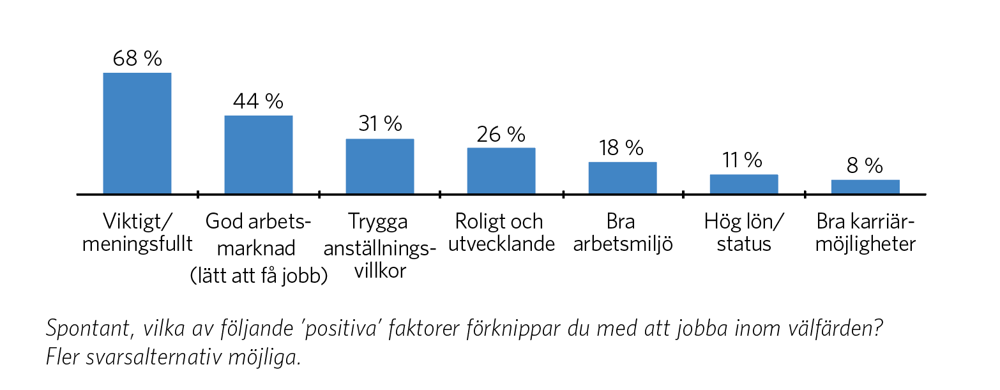 68 %
44 %
31 %
26 %
18 %
11 %
8 %
Viktigt/
meningsfullt
God arbets-
marknad
(lätt att få jobb)
Trygga
anställnings-
villkor
Roligt och
utvecklande
Bra
arbetsmiljö
Hög lön/
status
Bra karriär-
möjligheter
Spontant, vilka av följande ’positiva’ faktorer förknippar du med att jobba inom välfärden?
Fler svarsalternativ möjliga.